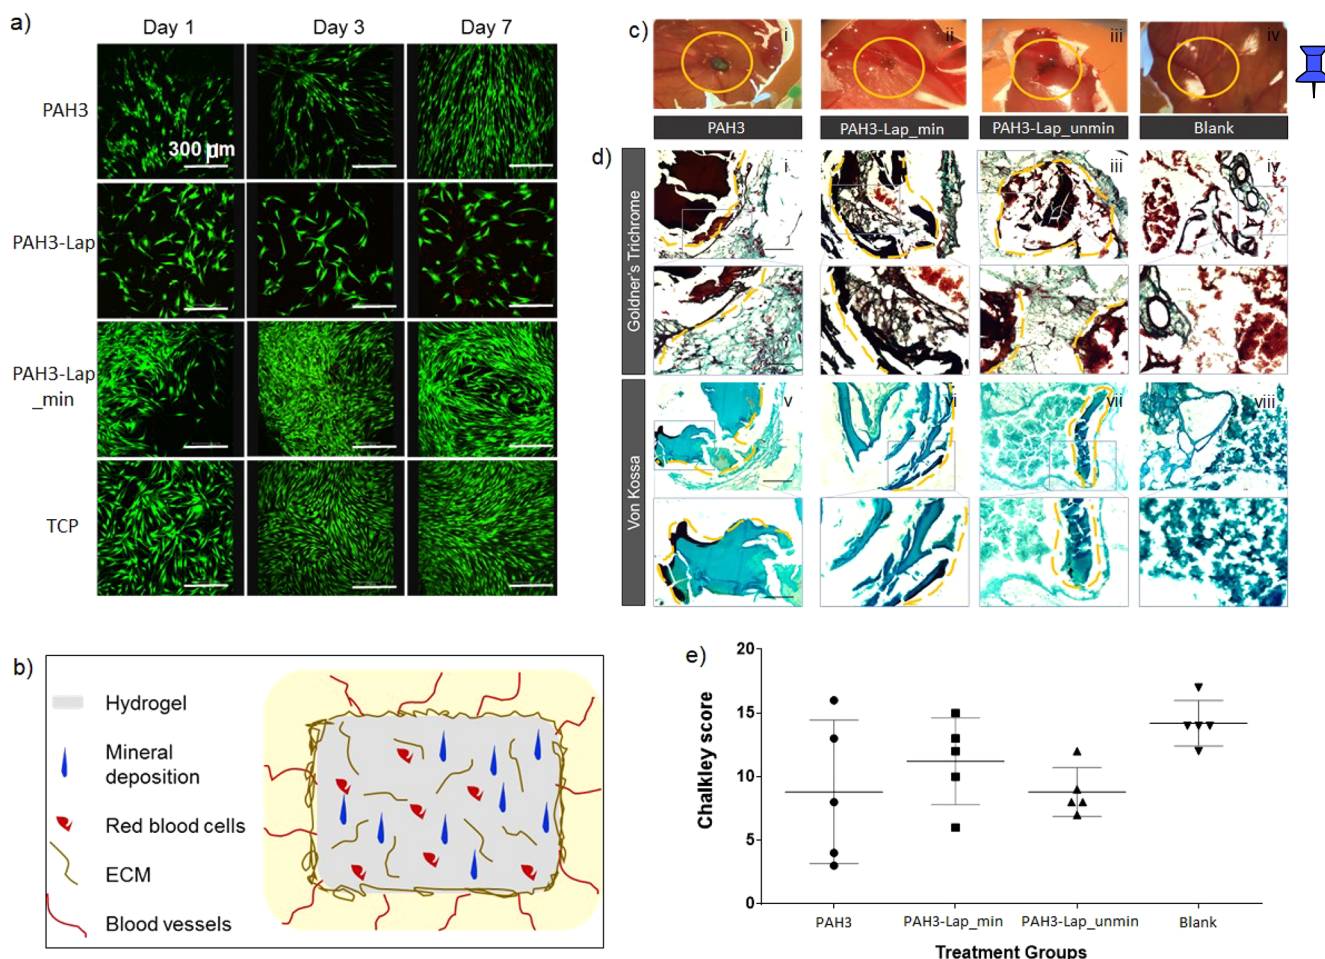 a)
Day 1
Day 3
Day 7
PAH3
300 µm
PAH3-Lap
PAH3-Lap
_min
TCP
b)
Hydrogel
Mineral
deposition
Red blood cells
ECM
Blood vessels
c)
i
ii
iii
iv
PAH3
PAH3-Lap_min
PAH3-Lap_unmin
Blank
d)
Goldner's Trichrome
i
ii
iii
iv
Von Kossa
v
vi
vii
viii
e)
Chalkley score
20
15
10
5
0
PAH3
PAH3-Lap_min
PAH3-Lap_unmin
Blank
Treatment Groups